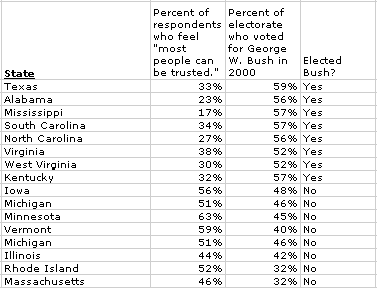 Percent of respondents who feel "most people can be trusted."
Percent of electorate who voted for George W. Bush in 2000
Elected Bush?
State
Texas 33% 59% Yes
Alabama 23% 56% Yes
Mississippi 17% 57% Yes
South Carolina 34% 57% Yes
North Carolina 27% 56% Yes
Virginia 38% 52% Yes
West Virginia 30% 52% Yes
Kentucky 32% 57% Yes
Iowa 56% 48% No
Michigan 51% 46% No
Minnesota 63% 45% No
Vermont 59% 40% No
Michigan 51% 46% No
Illinois 44% 42% No
Rhode Island 52% 32% No
Massachusetts 46% 32% No